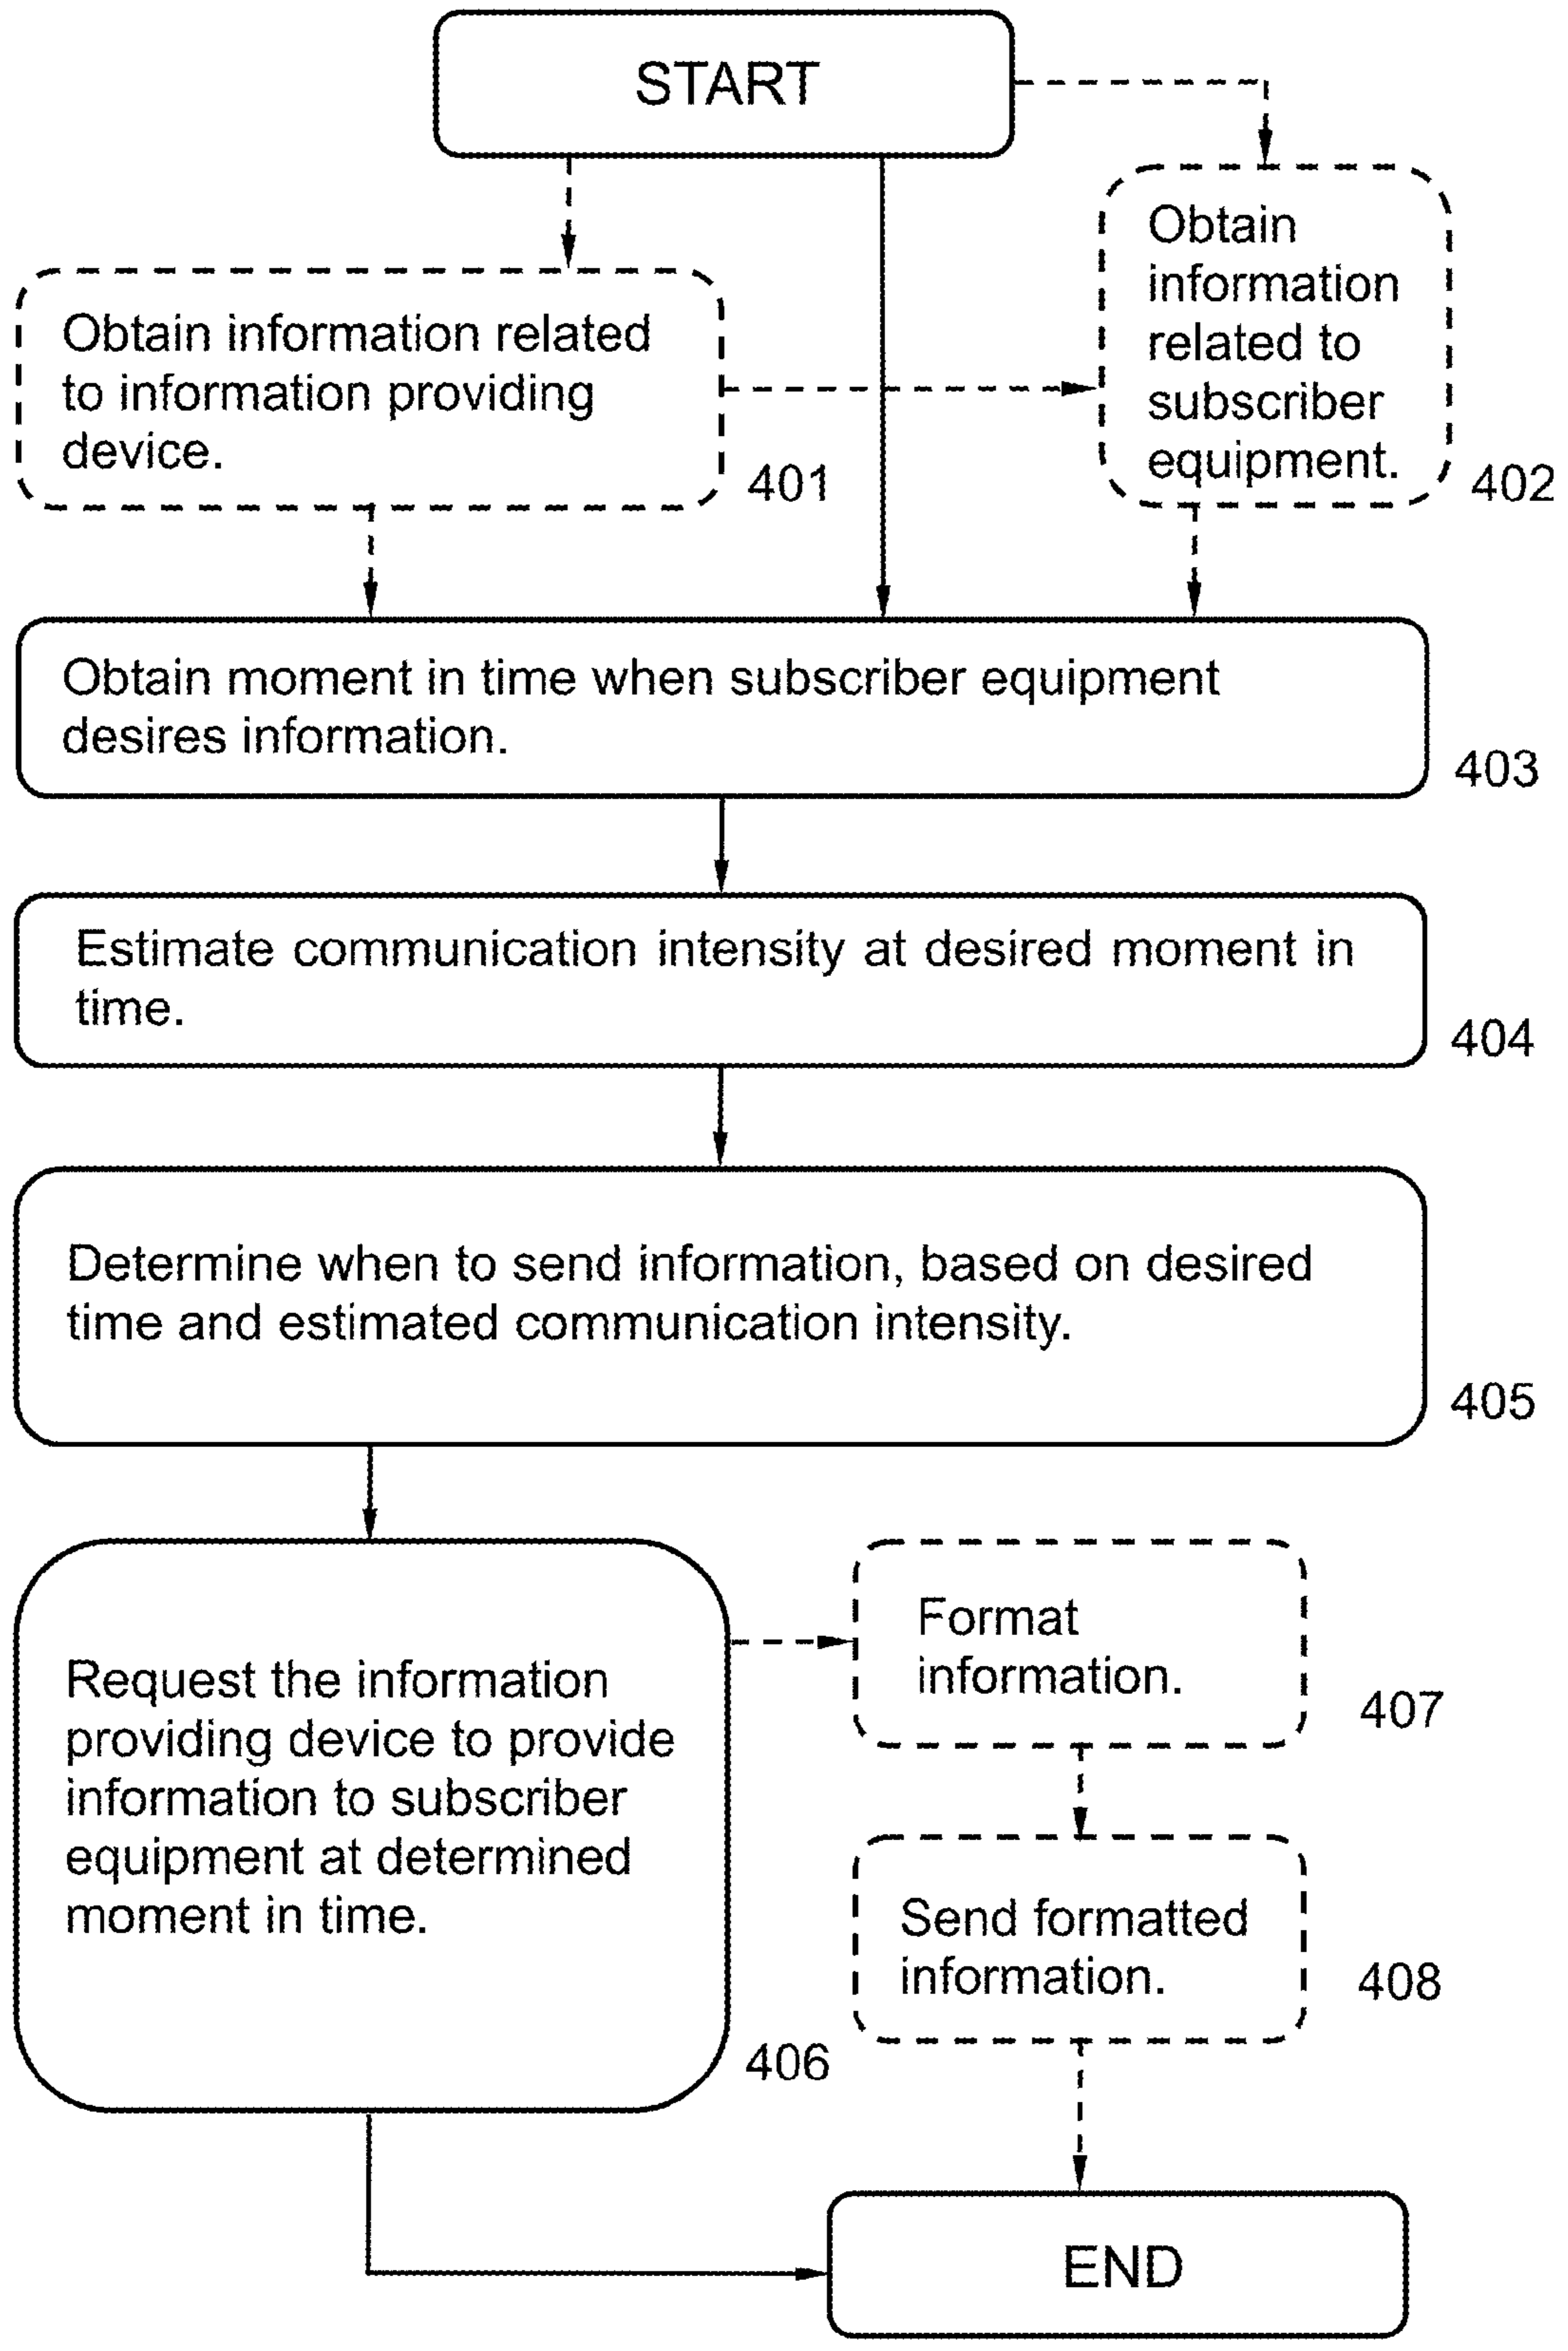 START
Obtain information related
to information providing
device.
401
Obtain
information
related to
subscriber
equipment.
402
Obtain moment in time when subscriber equipment
desires information.
403
Estimate communication intensity at desired moment in
time.
404
Determine when to send information, based on desired
time and estimated communication intensity.
405
Request the information
providing device to provide
information to subscriber
equipment at determined
moment in time.
406
Format
information.
407
Send formatted
information.
408
END